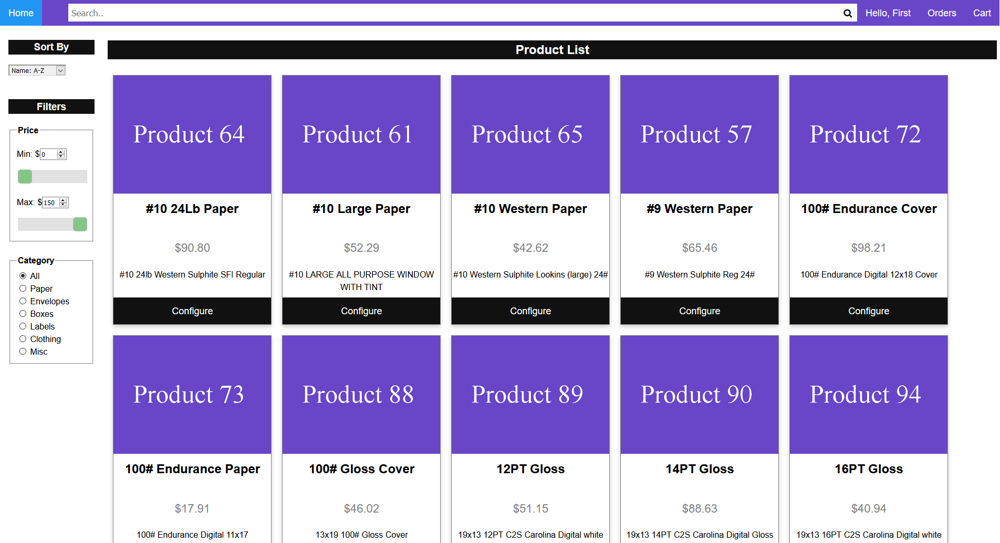 Home
Search..
Hello, First
Orders
Cart
Sort By
Name: A-Z
Filters
Price
Min: $0
Max: $150
Category
All
Paper
Envelopes
Boxes
Labels
Clothing
Misc
Product List
Product 64
#10 24Lb Paper
$90.80
#10 24lb Western Sulphite SFI Regular
Configure
Product 61
#10 Large Paper
$52.29
#10 LARGE ALL PURPOSE WINDOW
WITH TINT
Configure
Product 65
#10 Western Paper
$42.62
#10 Western Sulphite Lookins (large) 24#
Configure
Product 57
#9 Western Paper
$65.46
#9 Western Sulphite Reg 24#
Configure
Product 72
100# Endurance Cover
$98.21
100# Endurance Digital 12x18 Cover
Configure
Product 73
100# Endurance Paper
$17.91
100# Endurance Digital 11x17
Product 88
100# Gloss Cover
$46.02
13x19 100# Gloss Cover
Product 89
12PT Gloss
$51.15
19x13 12PT C2S Carolina Digital white
Product 90
14PT Gloss
$88.63
19x13 14PT C2S Carolina Digital Gloss
Product 94
16PT Gloss
$40.94
19x13 16PT C2S Carolina Digital white